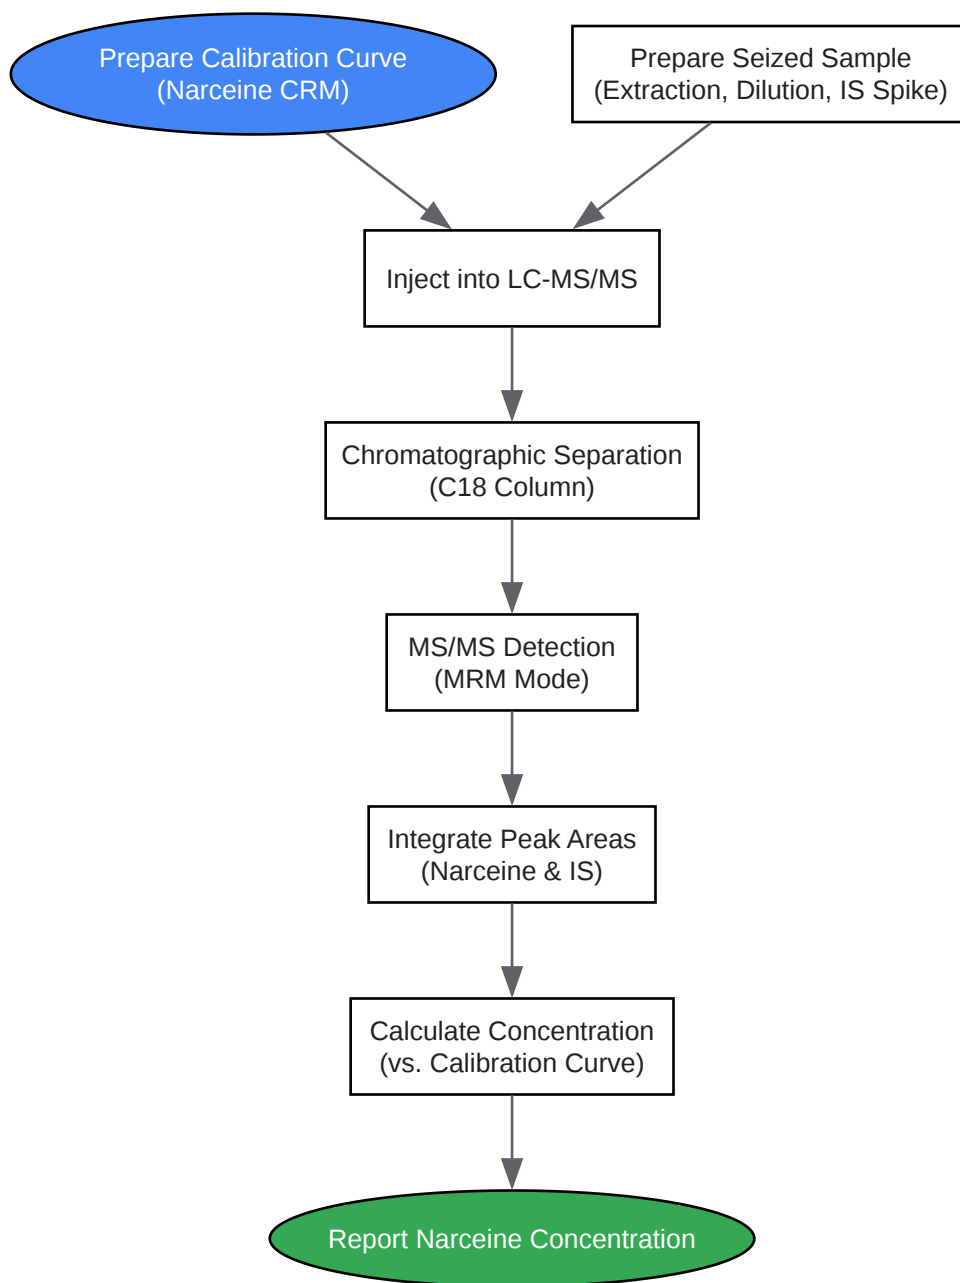 Prepare Calibration Curve
(Narceine CRM)
Prepare Seized Sample
(Extraction, Dilution, IS Spike)
Inject into LC-MS/MS
Chromatographic Separation
(C18 Column)
MS/MS Detection
(MRM Mode)
Integrate Peak Areas
(Narceine & IS)
Calculate Concentration
(vs. Calibration Curve)
Report Narceine Concentration